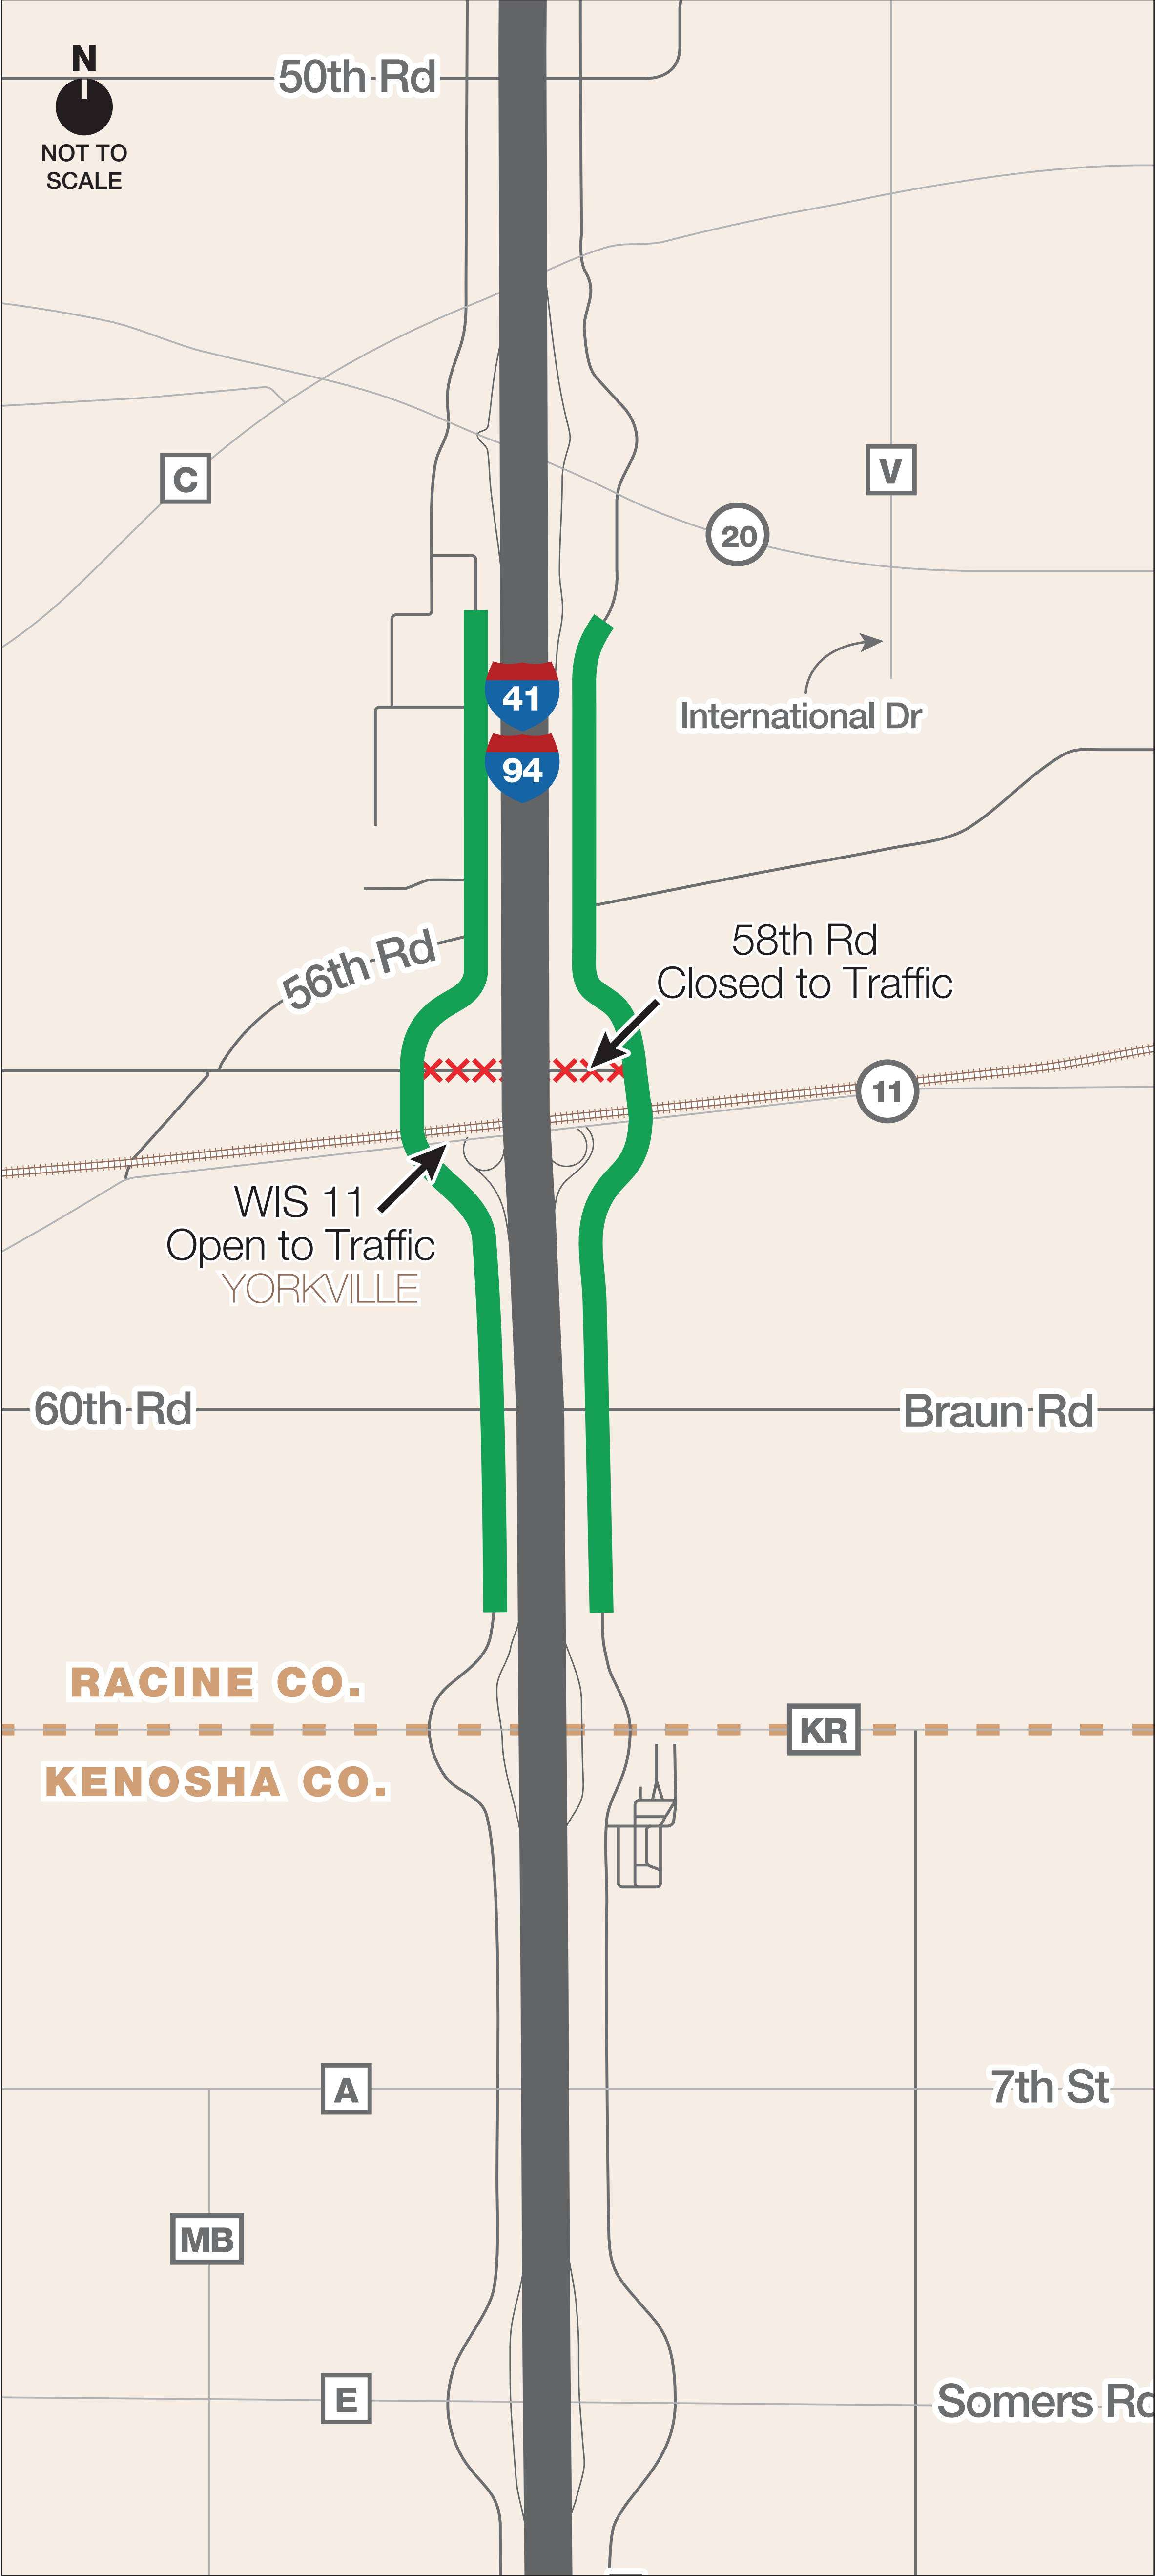 N
NOT TO
SCALE
50th Rd
C
V
20
41
International Dr
94
58th Rd
Closed to Traffic
56th Rd
11
WIS 11
Open to Traffic
YORKVILLE
60th Rd
Braun Rd
RACINE CO.
KR
KENOSHA CO.
A
7th St
MB
E
Somers Rd